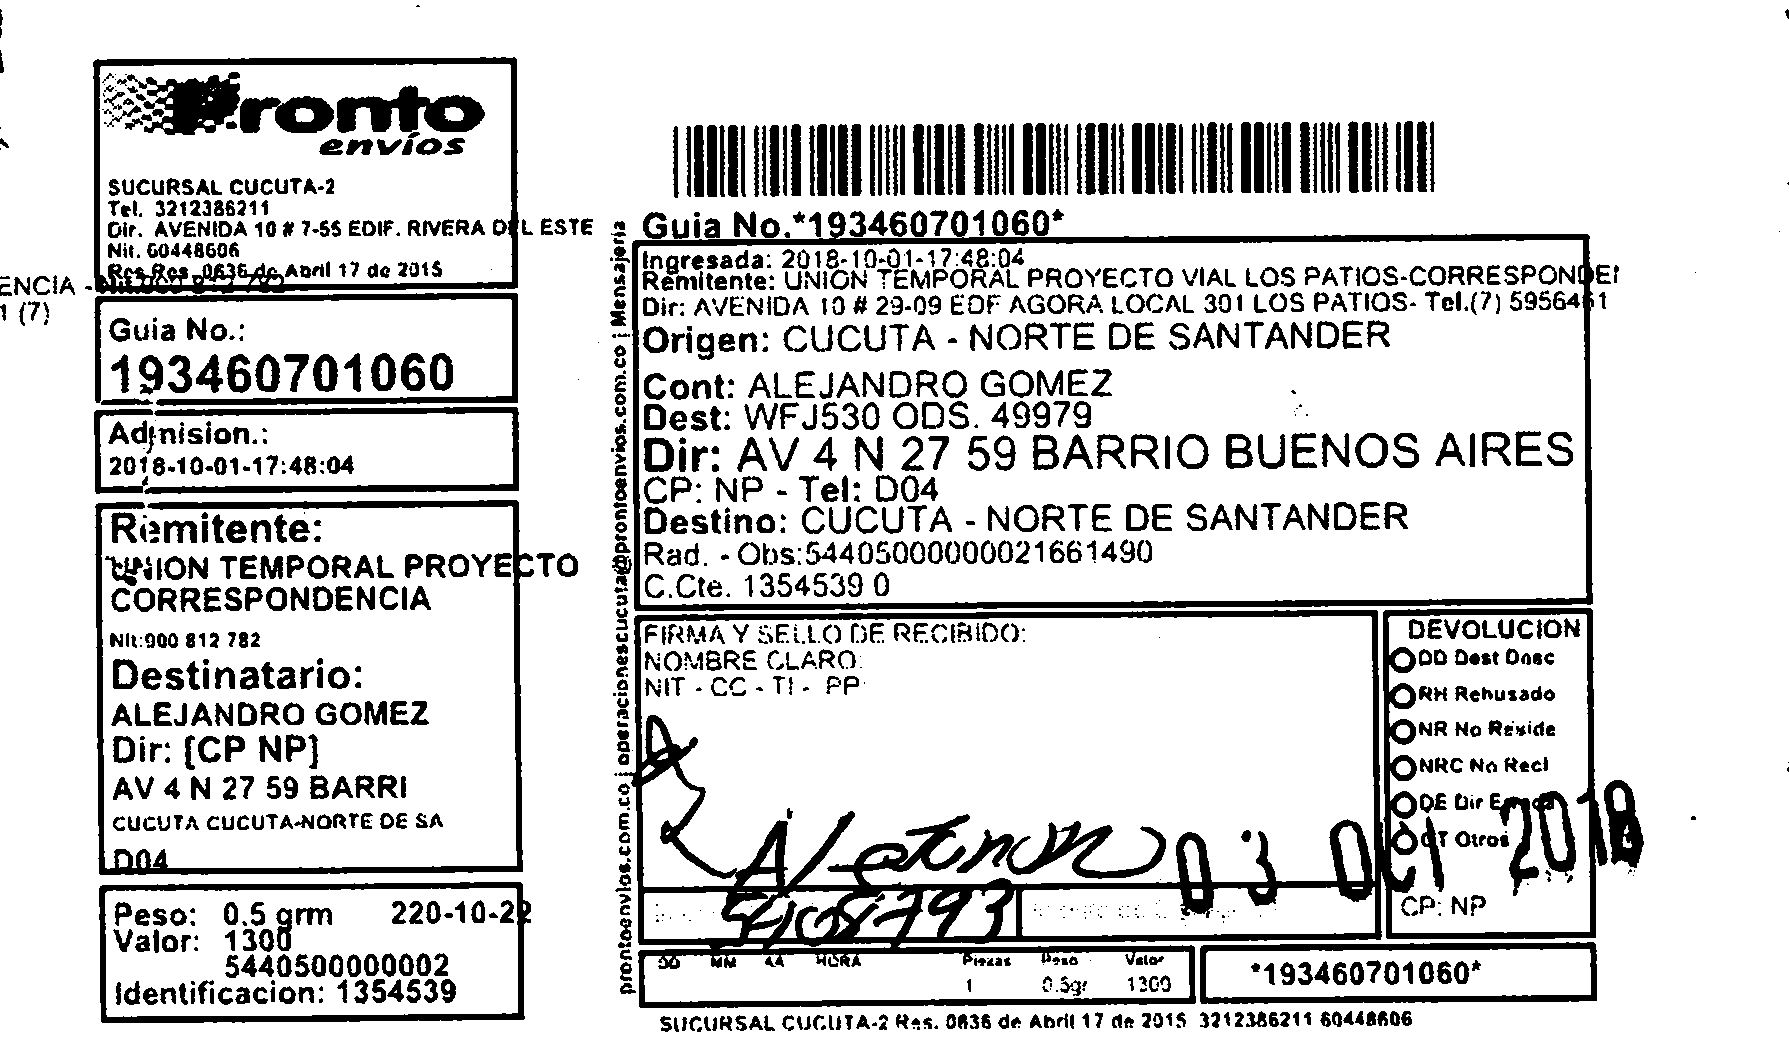 Pronto
envíos
SUCURSAL CUCUTA-2
Tel. 3212386211
Dir. AVENIDA 10 # 7-55 EDIF. RIVERA DEL ESTE
Nit. 60448606
Res.Res. 0636 de Abril 17 de 2015
ENCIA -
1 (7)
Guia No.:
193460701060
Admision.:
2018-10-01-17:48:04
Remitente:
UNION TEMPORAL PROYECTO
CORRESPONDENCIA
Nit:900 812 782
Destinatario:
ALEJANDRO GOMEZ
Dir: [CP NP]
AV 4 N 27 59 BARRI
CUCUTA CUCUTA-NORTE DE SA
D04
Peso: 0.5 grm 220-10-22
Valor: 1300
5440500000002
Identificacion: 1354539
prontoenvios.com.co | operacionescucuta@prontoenvios.com.co | Mensajeria
Guia No.*193460701060*
Ingresada: 2018-10-01-17:48:04
Remitente: UNION TEMPORAL PROYECTO VIAL LOS PATIOS-CORRESPONDEN
Dir: AVENIDA 10 # 29-09 EDF AGORA LOCAL 301 LOS PATIOS- Tel.(7) 5956461
Origen: CUCUTA - NORTE DE SANTANDER
Cont: ALEJANDRO GOMEZ
Dest: WFJ530 ODS. 49979
Dir: AV 4 N 27 59 BARRIO BUENOS AIRES
CP: NP - Tel: D04
Destino: CUCUTA - NORTE DE SANTANDER
Rad. - Obs:54405000000021661490
C.Cte. 1354539 0
FIRMA Y SELLO DE RECIBIDO:
NOMBRE CLARO:
NIT - CC - TI - PP:
5408793
03 OCT 2018
DEVOLUCION
DD Dest Desc
RH Rehusado
NR No Reside
NRC No Recl
DE Dir
OT Otros
CP: NP
DD MM AA HORA Piezas Peso Valor
1 0.5gr 1300
*193460701060*
SUCURSAL CUCUTA-2 Res. 0636 de Abril 17 de 2015 3212386211 60448606